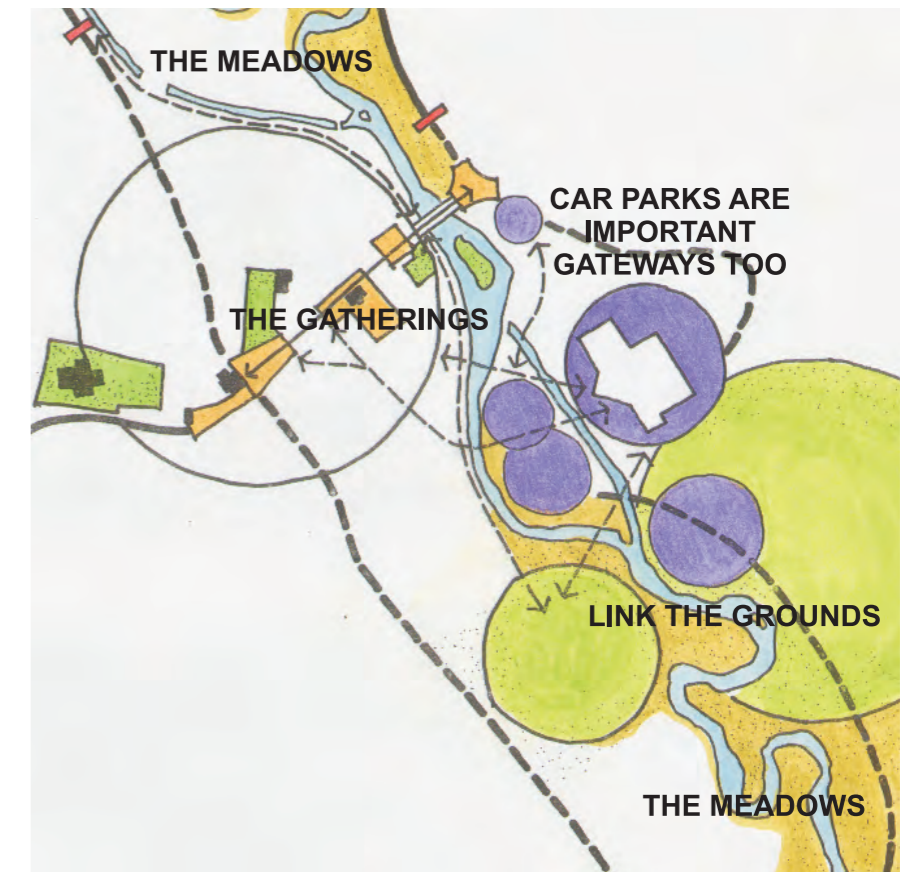 THE MEADOWS
CAR PARKS ARE
IMPORTANT
GATEWAYS TOO
THE GATHERINGS
LINK THE GROUNDS
THE MEADOWS